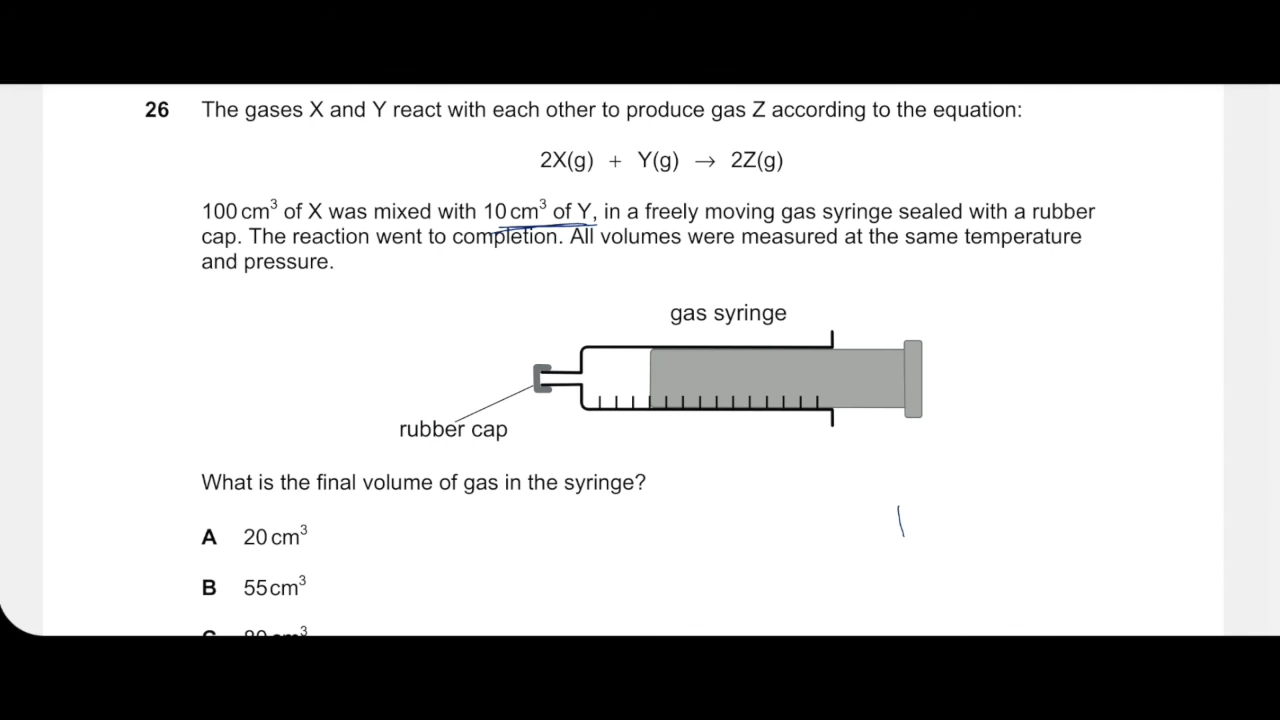 26 The gases X and Y react with each other to produce gas Z according to the equation:
2X(g) + Y(g) → 2Z(g)
100 cm³ of X was mixed with 10 cm³ of Y, in a freely moving gas syringe sealed with a rubber
cap. The reaction went to completion. All volumes were measured at the same temperature
and pressure.
gas syringe
rubber cap
What is the final volume of gas in the syringe?
A 20 cm³
B 55 cm³